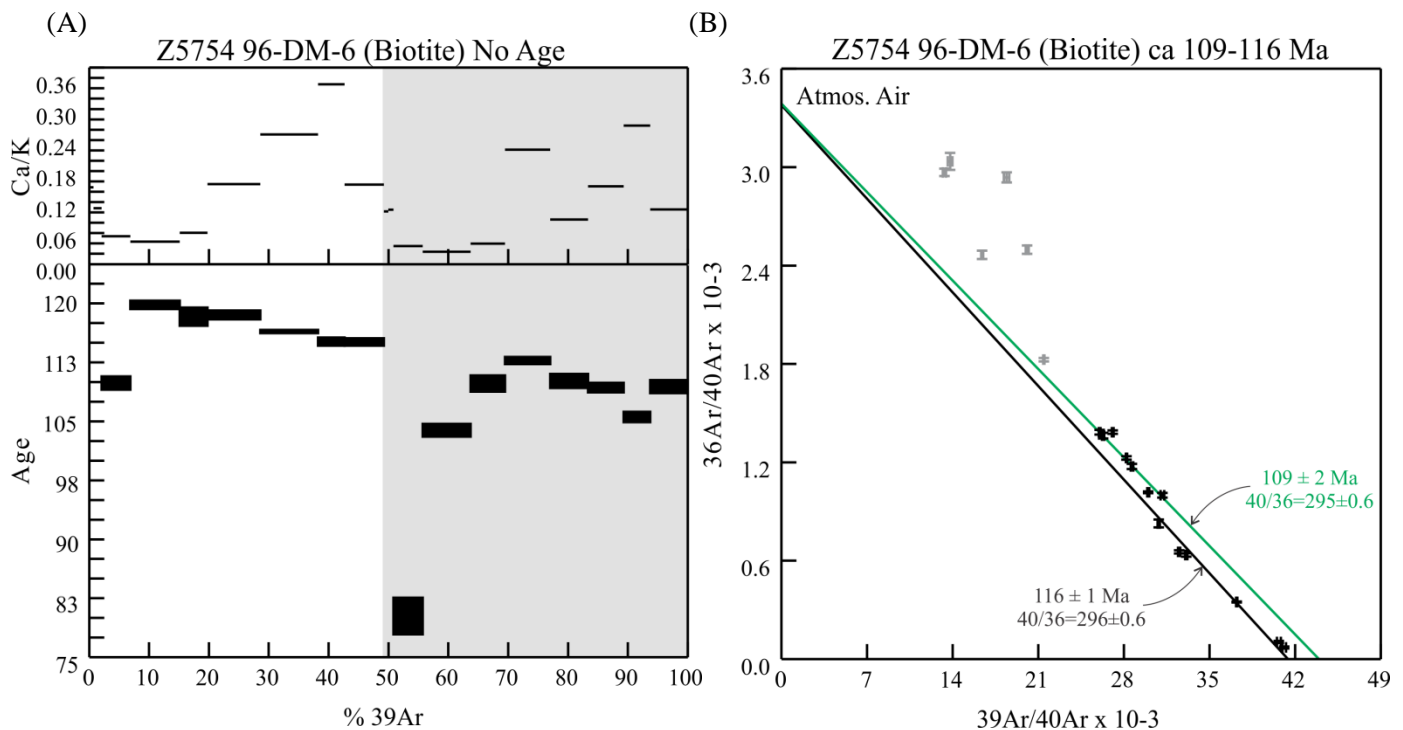 (A)
Z5754 96-DM-6 (Biotite) No Age
Ca/K
0.36
0.30
0.24
0.18
0.12
0.06
0.00
Age
120
113
105
98
90
83
75
0 10 20 30 40 50 60 70 80 90 100
% 39Ar
(B)
Z5754 96-DM-6 (Biotite) ca 109-116 Ma
Atmos. Air
36Ar/40Ar x 10-3
3.6
3.0
2.4
1.8
1.2
0.6
0.0
109 ± 2 Ma
40/36=295±0.6
116 ± 1 Ma
40/36=296±0.6
0 7 14 21 28 35 42 49
39Ar/40Ar x 10-3